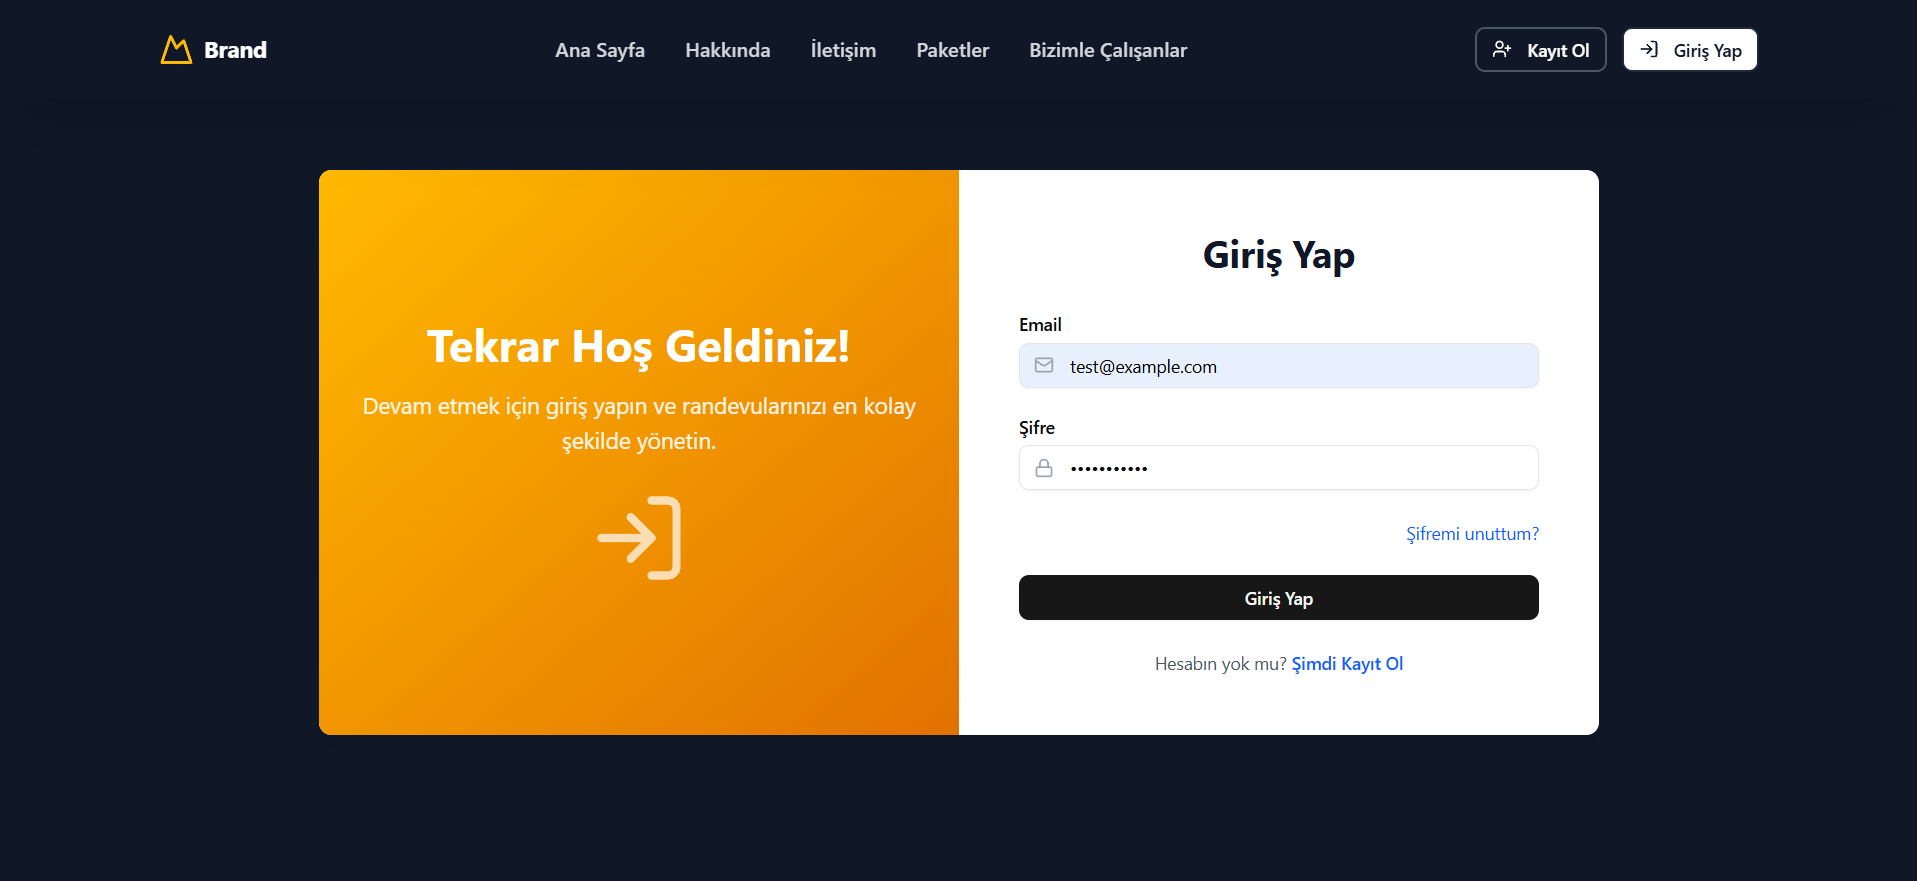 Brand
Ana Sayfa
Hakkında
İletişim
Paketler
Bizimle Çalışanlar
Kayıt Ol
Giriş Yap
Tekrar Hoş Geldiniz!
Devam etmek için giriş yapın ve randevularınızı en kolay
şekilde yönetin.
Giriş Yap
Email
test@example.com
Şifre
•••••••••••
Şifremi unuttum?
Giriş Yap
Hesabın yok mu? Şimdi Kayıt Ol